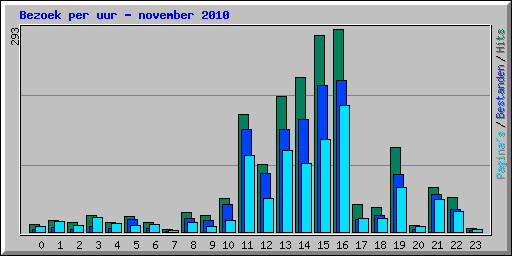 Bezoek per uur - november 2010
293
Pagina's / Bestanden / Hits
0 1 2 3 4 5 6 7 8 9 10 11 12 13 14 15 16 17 18 19 20 21 22 23